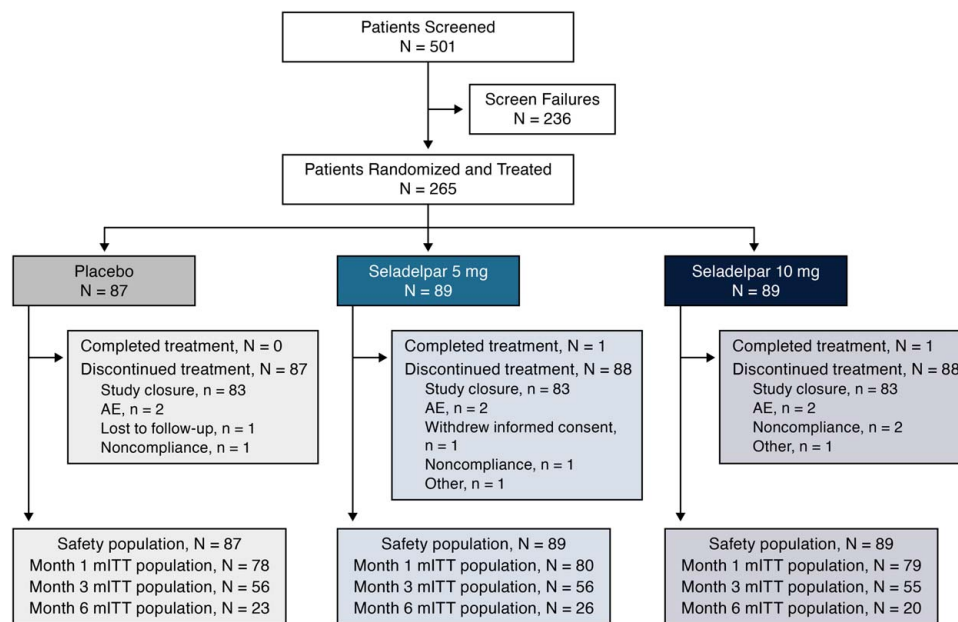 Patients Screened
N = 501
Screen Failures
N = 236
Patients Randomized and Treated
N = 265
Placebo
N = 87
Seladelpar 5 mg
N = 89
Seladelpar 10 mg
N = 89
Completed treatment, N = 0
Discontinued treatment, N = 87
Study closure, n = 83
AE, n = 2
Lost to follow-up, n = 1
Noncompliance, n = 1
Completed treatment, N = 1
Discontinued treatment, N = 88
Study closure, n = 83
AE, n = 2
Withdrew informed consent,
n = 1
Noncompliance, n = 1
Other, n = 1
Completed treatment, N = 1
Discontinued treatment, N = 88
Study closure, n = 83
AE, n = 2
Noncompliance, n = 2
Other, n = 1
Safety population, N = 87
Month 1 mITT population, N = 78
Month 3 mITT population, N = 56
Month 6 mITT population, N = 23
Safety population, N = 89
Month 1 mITT population, N = 80
Month 3 mITT population, N = 56
Month 6 mITT population, N = 26
Safety population, N = 89
Month 1 mITT population, N = 79
Month 3 mITT population, N = 55
Month 6 mITT population, N = 20